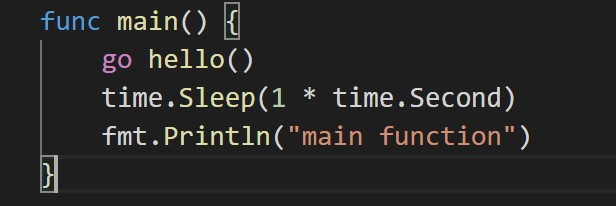 func main() {
    go hello()
    time.Sleep(1 * time.Second)
    fmt.Println("main function")
}